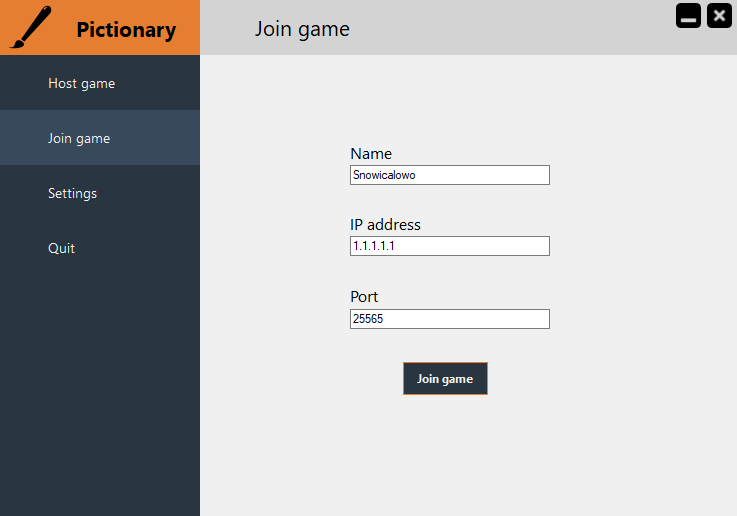 Pictionary
Join game
Host game
Join game
Settings
Quit
Name
Snowicalowo
IP address
1.1.1.1.1
Port
25565
Join game